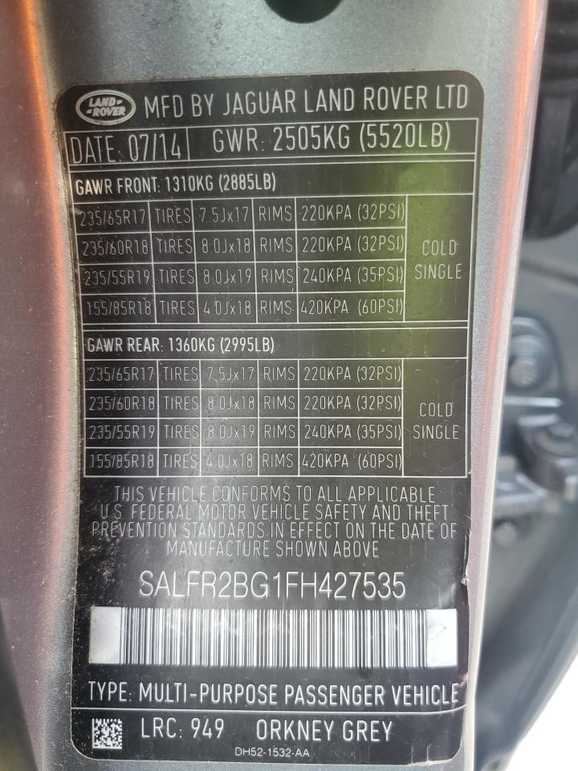 LAND ROVER
MFD BY JAGUAR LAND ROVER LTD
DATE: 07/14 GWR: 2505KG (5520LB)
GAWR FRONT: 1310KG (2885LB)
235/65R17 TIRES 7.5Jx17 RIMS 220KPA (32PSI)
235/60R18 TIRES 8.0Jx18 RIMS 220KPA (32PSI)
235/55R19 TIRES 8.0Jx19 RIMS 240KPA (35PSI)
155/85R18 TIRES 4.0Jx18 RIMS 420KPA (60PSI)
COLD
SINGLE
GAWR REAR: 1360KG (2995LB)
235/65R17 TIRES 7.5Jx17 RIMS 220KPA (32PSI)
235/60R18 TIRES 8.0Jx18 RIMS 220KPA (32PSI)
235/55R19 TIRES 8.0Jx19 RIMS 240KPA (35PSI)
155/85R18 TIRES 4.0Jx18 RIMS 420KPA (60PSI)
COLD
SINGLE
THIS VEHICLE CONFORMS TO ALL APPLICABLE
U.S. FEDERAL MOTOR VEHICLE SAFETY AND THEFT
PREVENTION STANDARDS IN EFFECT ON THE DATE OF
MANUFACTURE SHOWN ABOVE
SALFR2BG1FH427535
TYPE: MULTI-PURPOSE PASSENGER VEHICLE
LRC: 949 ORKNEY GREY
DH52-1532-AA